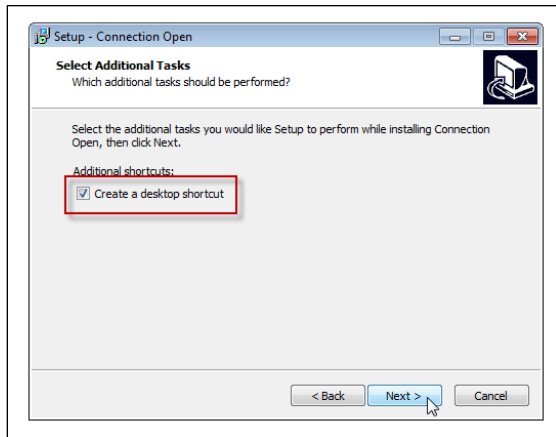 Setup - Connection Open
Select Additional Tasks
Which additional tasks should be performed?
Select the additional tasks you would like Setup to perform while installing Connection
Open, then click Next.
Additional shortcuts:
Create a desktop shortcut
< Back Next > Cancel